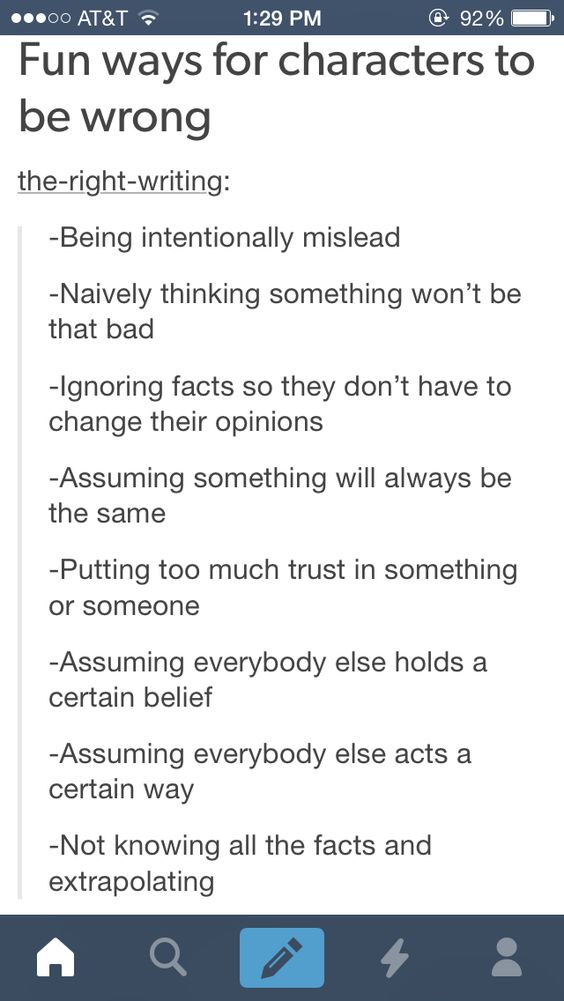 AT&T 1:29 PM 92%
Fun ways for characters to
be wrong
the-right-writing:
-Being intentionally mislead
-Naively thinking something won’t be
that bad
-Ignoring facts so they don’t have to
change their opinions
-Assuming something will always be
the same
-Putting too much trust in something
or someone
-Assuming everybody else holds a
certain belief
-Assuming everybody else acts a
certain way
-Not knowing all the facts and
extrapolating